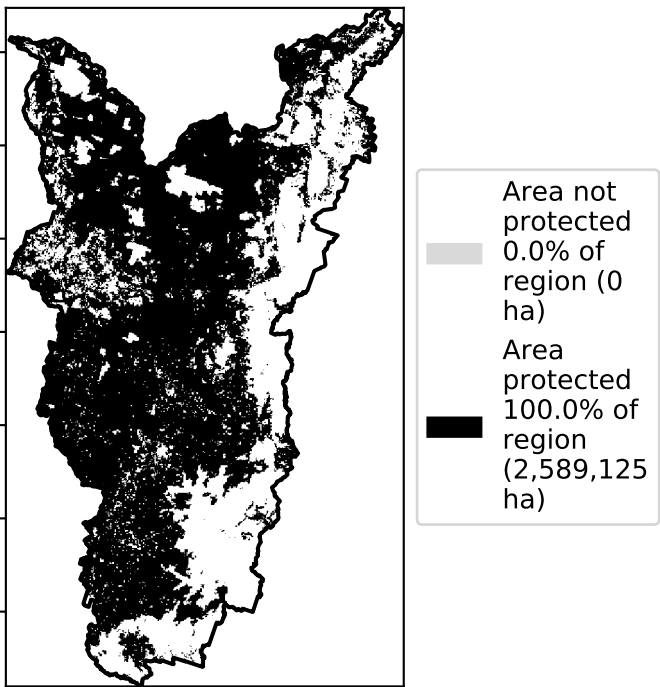 Area not
protected
0.0% of
region (0
ha)
Area
protected
100.0% of
region
(2,589,125
ha)